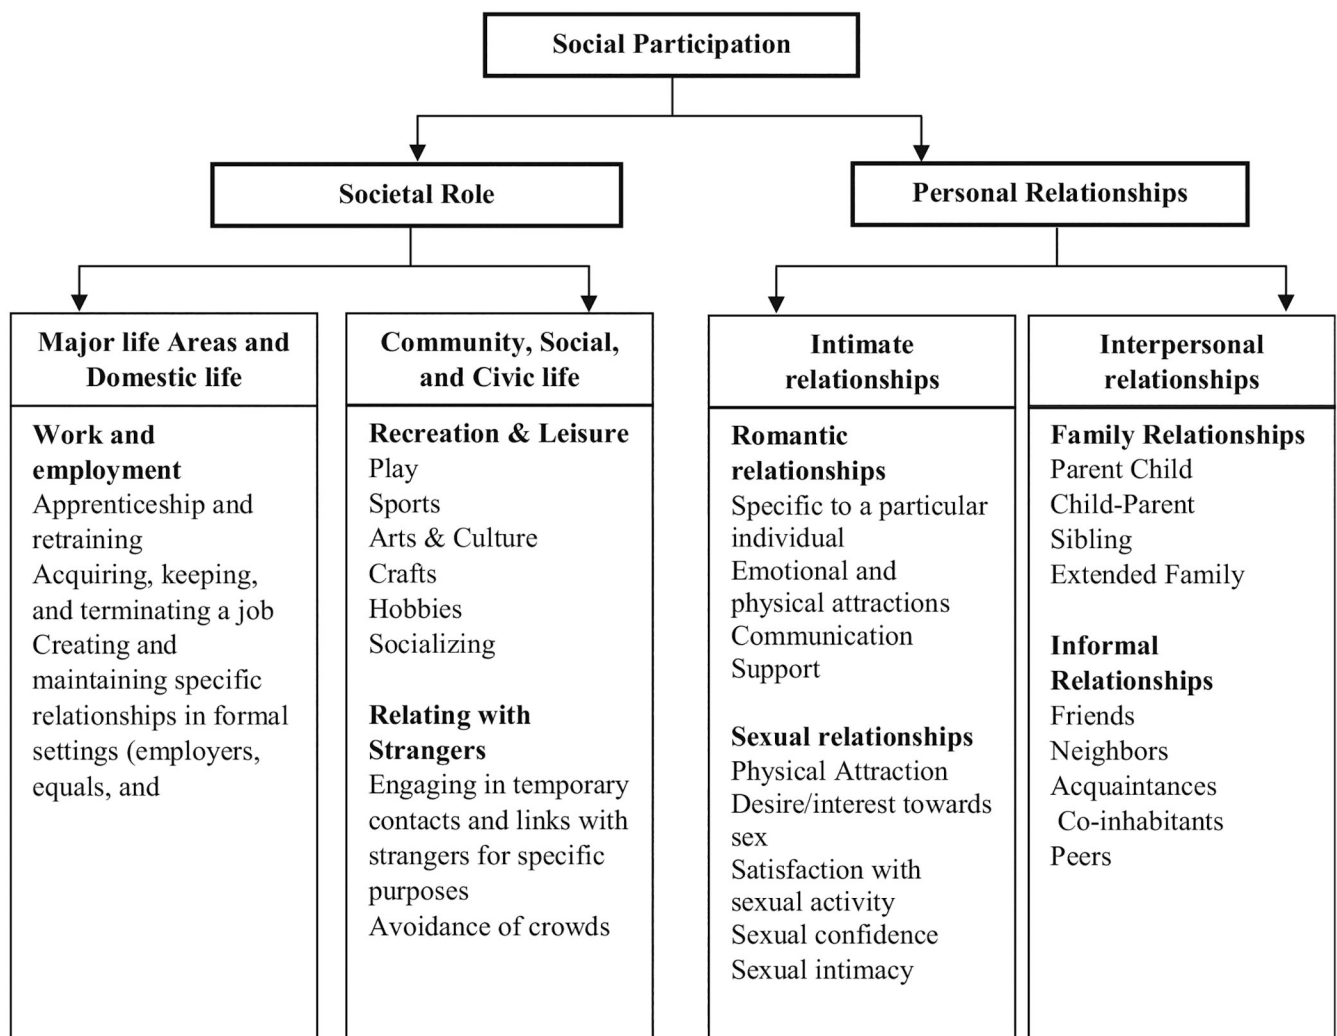 Social Participation
Societal Role
Personal Relationships
Major life Areas and
Domestic life
Work and
employment
Apprenticeship and
retraining
Acquiring, keeping,
and terminating a job
Creating and
maintaining specific
relationships in formal
settings (employers,
equals, and
Community, Social,
and Civic life
Recreation & Leisure
Play
Sports
Arts & Culture
Crafts
Hobbies
Socializing
Relating with
Strangers
Engaging in temporary
contacts and links with
strangers for specific
purposes
Avoidance of crowds
Intimate
relationships
Romantic
relationships
Specific to a particular
individual
Emotional and
physical attractions
Communication
Support
Sexual relationships
Physical Attraction
Desire/interest towards
sex
Satisfaction with
sexual activity
Sexual confidence
Sexual intimacy
Interpersonal
relationships
Family Relationships
Parent Child
Child-Parent
Sibling
Extended Family
Informal
Relationships
Friends
Neighbors
Acquaintances
Co-inhabitants
Peers